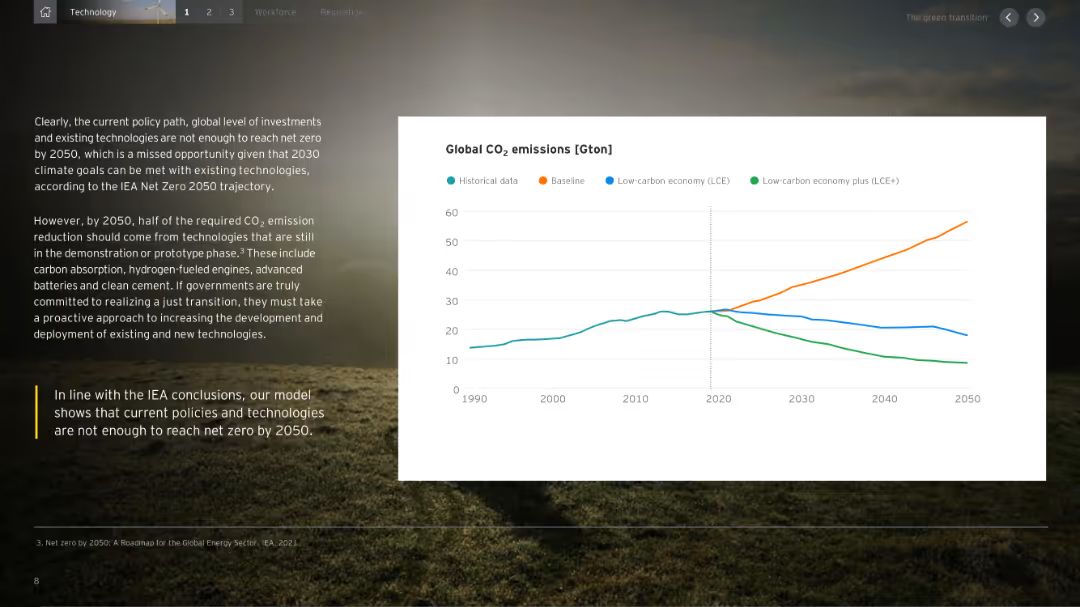 Technology 1 2 3 Workforce
The green transition
Clearly, the current policy path, global level of investments
and existing technologies are not enough to reach net zero
by 2050, which is a missed opportunity given that 2030
climate goals can be met with existing technologies,
according to the IEA Net Zero 2050 trajectory.
However, by 2050, half of the required CO₂ emission
reduction should come from technologies that are still
in the demonstration or prototype phase.³ These include
carbon absorption, hydrogen-fueled engines, advanced
batteries and clean cement. If governments are truly
committed to realizing a just transition, they must take
a proactive approach to increasing the development and
deployment of existing and new technologies.
In line with the IEA conclusions, our model
shows that current policies and technologies
are not enough to reach net zero by 2050.
Global CO₂ emissions [Gton]
Historical data Baseline Low-carbon economy (LCE) Low-carbon economy plus (LCE+)
60
50
40
30
20
10
0
1990 2000 2010 2020 2030 2040 2050
3. Net zero by 2050: A Roadmap for the Global Energy Sector. IEA, 2021.
8